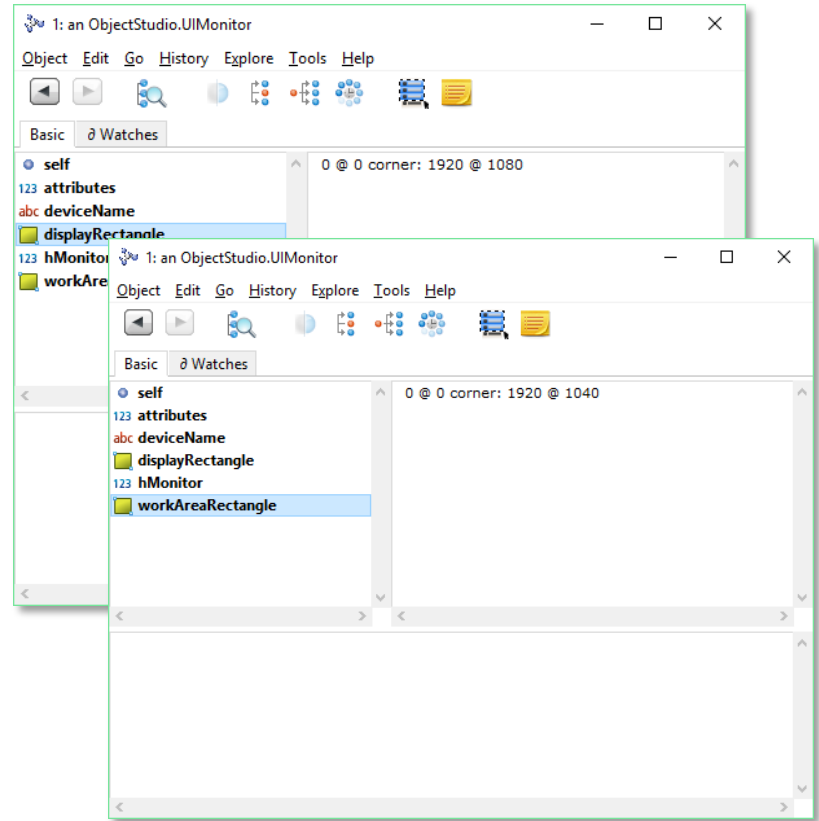 1: an ObjectStudio.UIMonitor
Object Edit Go History Explore Tools Help
Basic ∂ Watches
self
0 @ 0 corner: 1920 @ 1080
123 attributes
abc deviceName
displayRectangle
123 hMonitor
workArea
1: an ObjectStudio.UIMonitor
Object Edit Go History Explore Tools Help
Basic ∂ Watches
self
0 @ 0 corner: 1920 @ 1040
123 attributes
abc deviceName
displayRectangle
123 hMonitor
workAreaRectangle